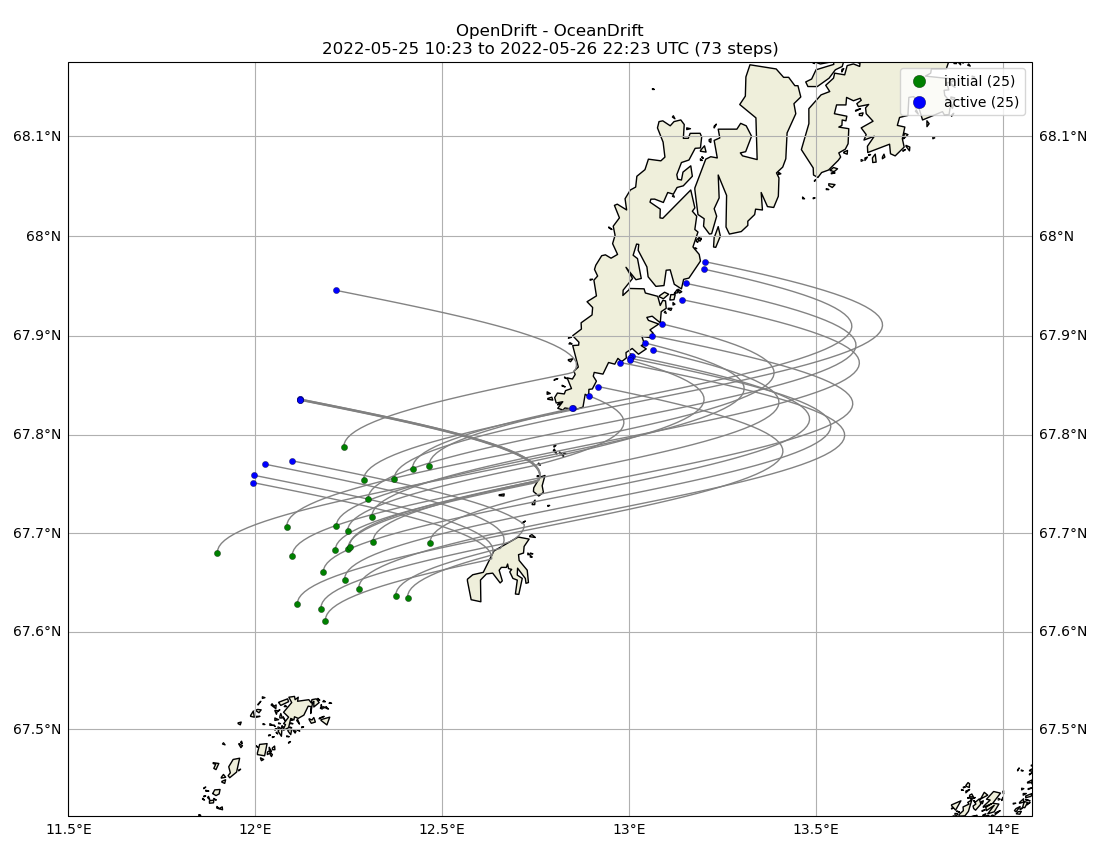 OpenDrift - OceanDrift
2022-05-25 10:23 to 2022-05-26 22:23 UTC (73 steps)
initial (25)
active (25)
68.1°N
68.1°N
68°N
68°N
67.9°N
67.9°N
67.8°N
67.8°N
67.7°N
67.7°N
67.6°N
67.6°N
67.5°N
67.5°N
11.5°E
12°E
12.5°E
13°E
13.5°E
14°E